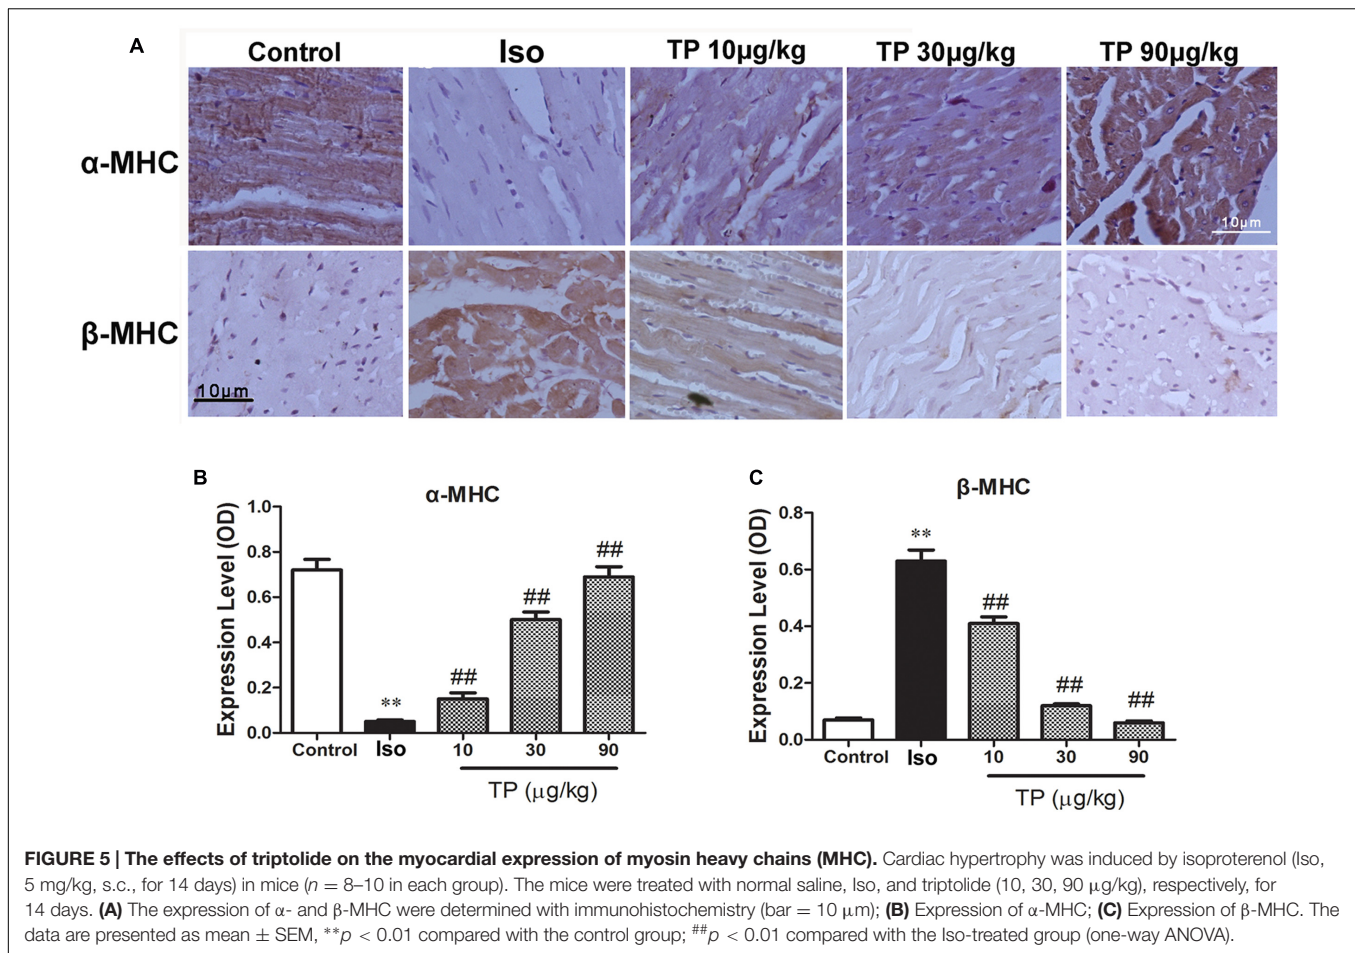 A
Control
Iso
TP 10µg/kg
TP 30µg/kg
TP 90µg/kg
α-MHC
10µm
β-MHC
10µm
B
α-MHC
Expression Level (OD)
1.0
0.8
0.6
0.4
0.2
0.0
**
##
##
##
Control
Iso
10
30
90
TP (µg/kg)
C
β-MHC
Expression Level (OD)
0.8
0.6
0.4
0.2
0.0
**
##
##
##
Control
Iso
10
30
90
TP (µg/kg)
FIGURE 5 | The effects of triptolide on the myocardial expression of myosin heavy chains (MHC). Cardiac hypertrophy was induced by isoproterenol (Iso,
5 mg/kg, s.c., for 14 days) in mice (n = 8–10 in each group). The mice were treated with normal saline, Iso, and triptolide (10, 30, 90 µg/kg), respectively, for
14 days. (A) The expression of α- and β-MHC were determined with immunohistochemistry (bar = 10 µm); (B) Expression of α-MHC; (C) Expression of β-MHC. The
data are presented as mean ± SEM, **p < 0.01 compared with the control group; ##p < 0.01 compared with the Iso-treated group (one-way ANOVA).